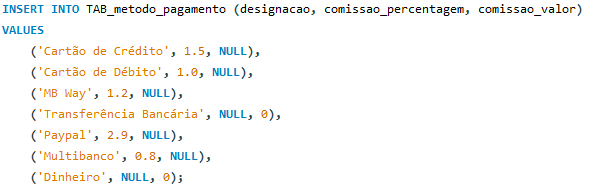 INSERT INTO TAB_metodo_pagamento (designacao, comissao_percentagem, comissao_valor)
VALUES
('Cartão de Crédito', 1.5, NULL),
('Cartão de Débito', 1.0, NULL),
('MB Way', 1.2, NULL),
('Transferência Bancária', NULL, 0),
('Paypal', 2.9, NULL),
('Multibanco', 0.8, NULL),
('Dinheiro', NULL, 0);